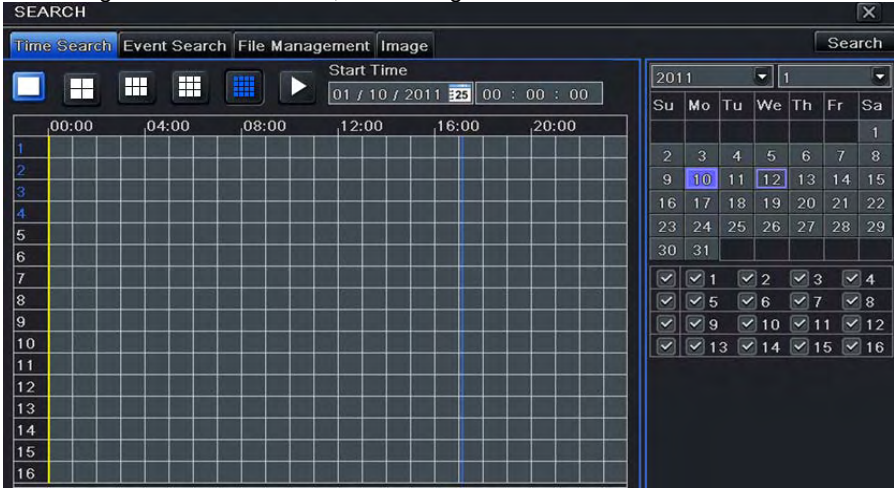 SEARCH
Time Search Event Search File Management Image Search
Start Time
01 / 10 / 2011 25 00 : 00 : 00
2011 1
Su Mo Tu We Th Fr Sa
1
2 3 4 5 6 7 8
9 10 11 12 13 14 15
16 17 18 19 20 21 22
23 24 25 26 27 28 29
30 31
1 2 3 4
5 6 7 8
9 10 11 12
13 14 15 16
00:00 04:00 08:00 12:00 16:00 20:00
1
2
3
4
5
6
7
8
9
10
11
12
13
14
15
16